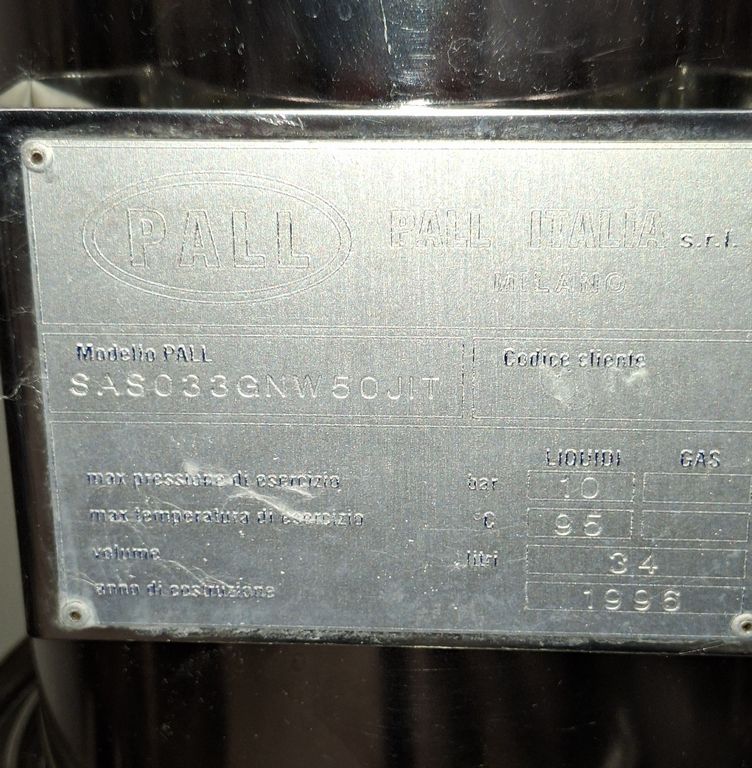 PALL
PALL ITALIA s.r.l.
MILANO
Modello PALL
SAS033GNW50JIT
Codice cliente
LIQUIDI GAS
max pressione di esercizio bar 10
max temperatura di esercizio °C 95
volume litri 34
anno di costruzione 1996